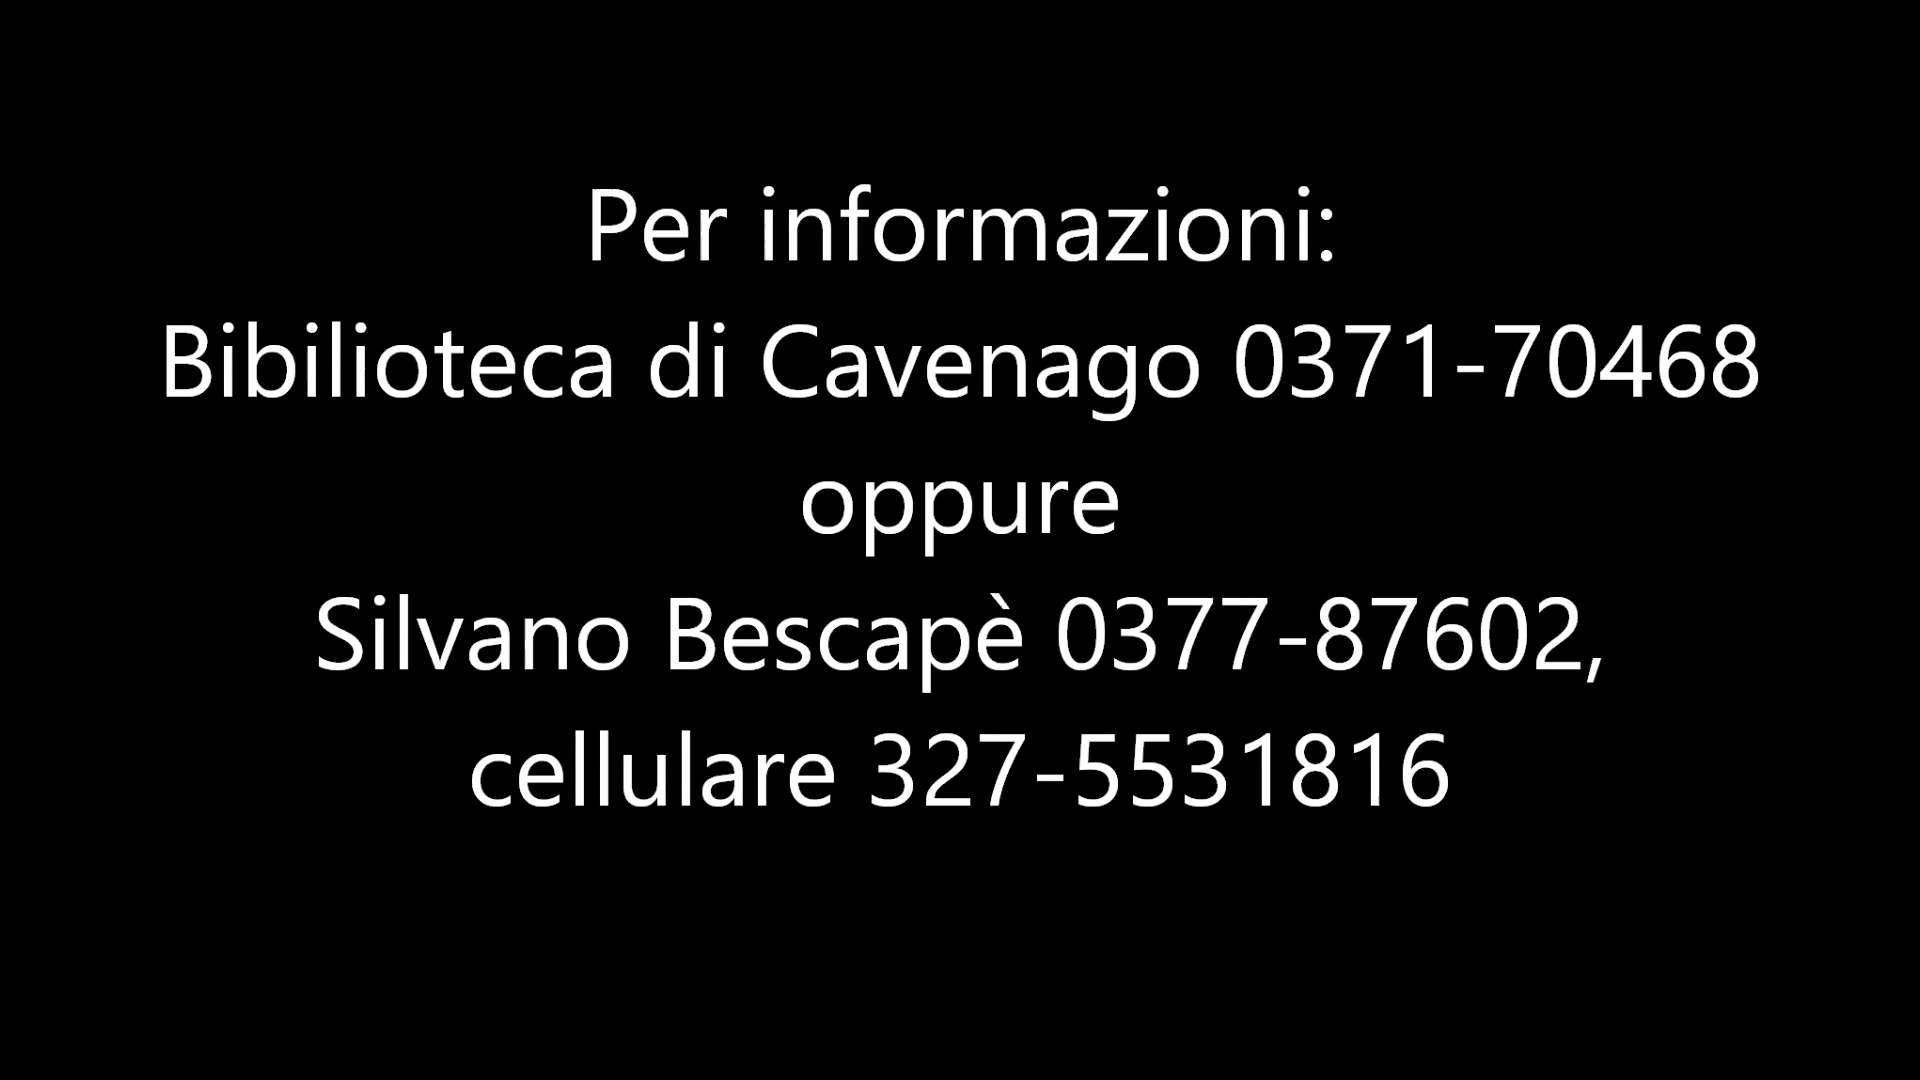 Per informazioni:
Bibilioteca di Cavenago 0371-70468
oppure
Silvano Bescapè 0377-87602,
cellulare 327-5531816